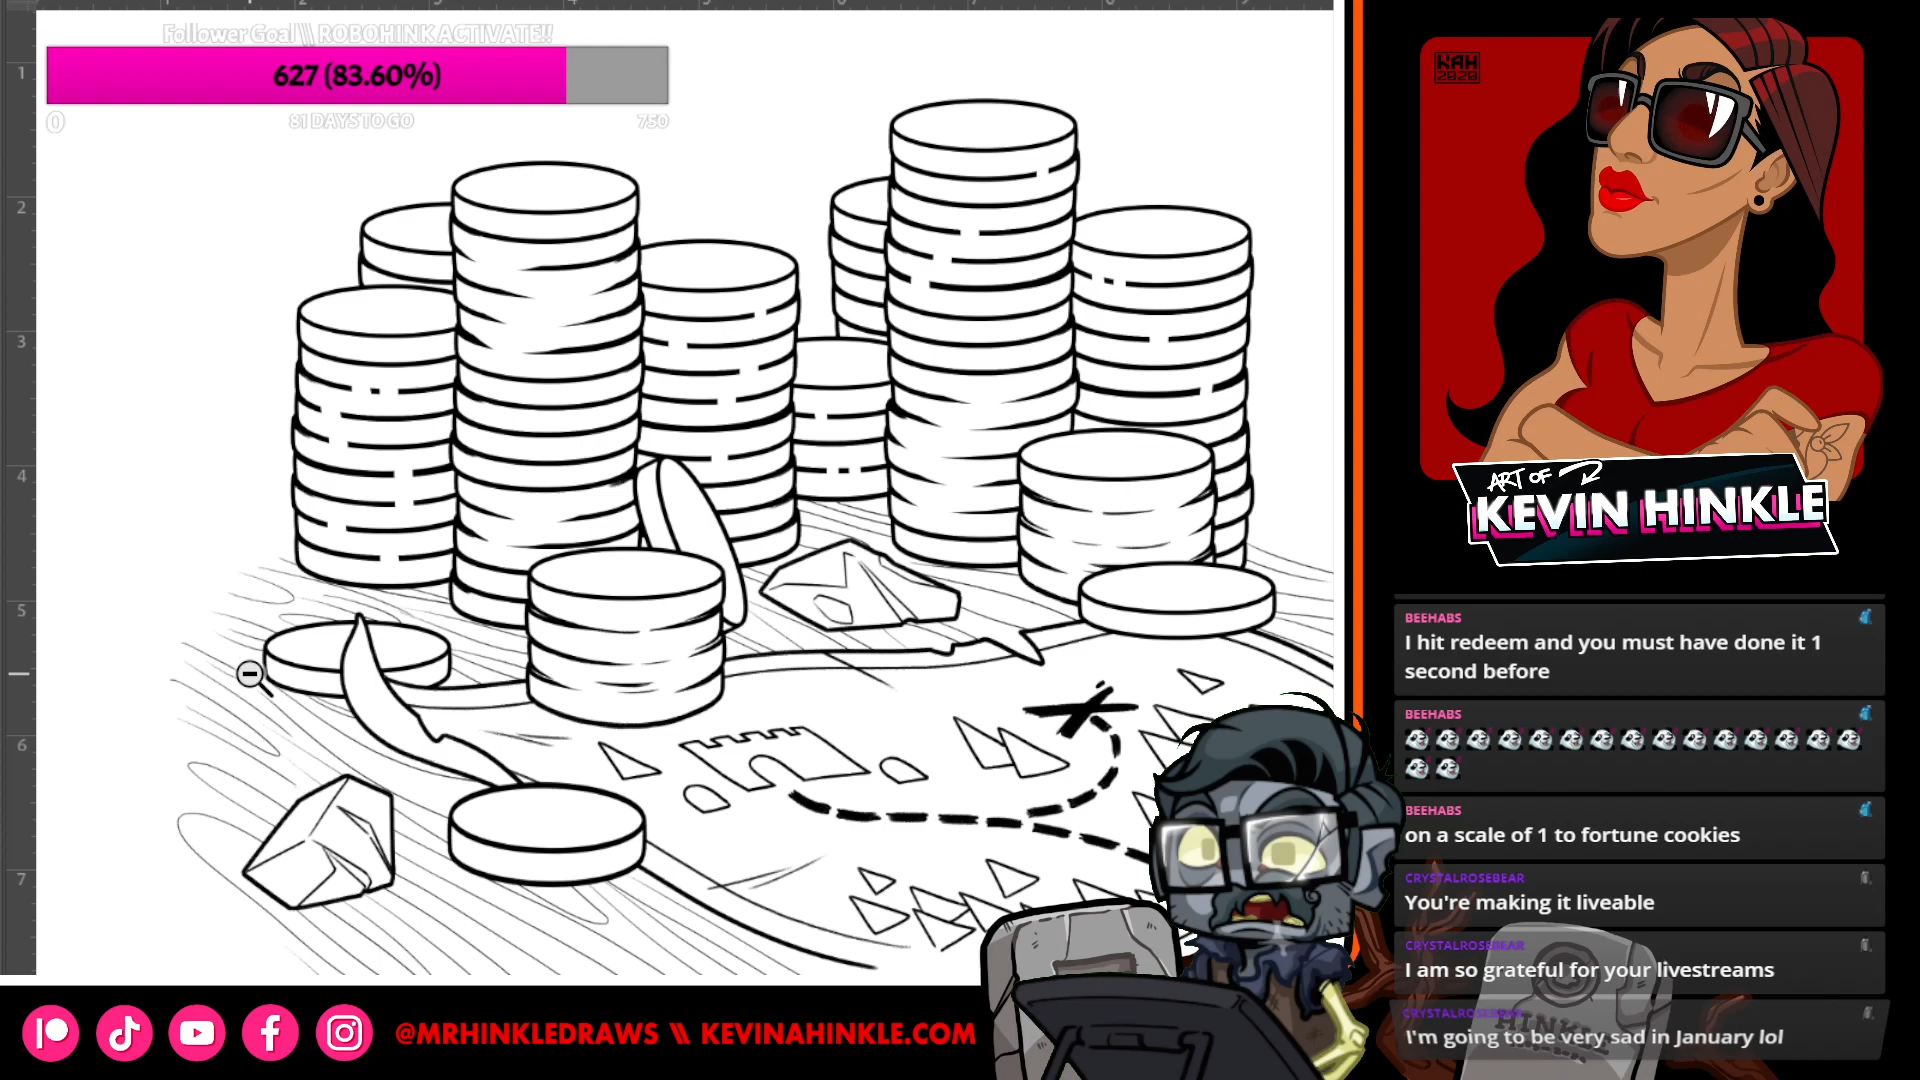 Follower Goal \\ ROBOHINK ACTIVATE!!
627 (83.60%)
0
81 DAYS TO GO
750
1
2
3
4
5
6
7
KAH
2020
ART OF
KEVIN HINKLE
BEEHABS
I hit redeem and you must have done it 1
second before
BEEHABS
BEEHABS
on a scale of 1 to fortune cookies
CRYSTALROSEBEAR
You're making it liveable
CRYSTALROSEBEAR
I am so grateful for your livestreams
CRYSTALROSEBEAR
I'm going to be very sad in January lol
HINKLE
@MRHINKLEDRAWS \\ KEVINAHINKLE.COM